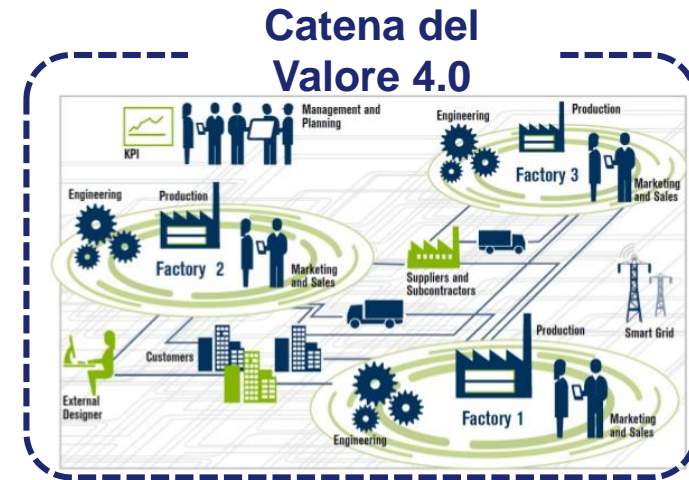 Catena del
Valore 4.0
Management and
Planning
KPI
Engineering
Production
Factory 3
Marketing
and Sales
Engineering
Production
Factory 2
Marketing
and Sales
Suppliers and
Subcontractors
Smart Grid
Customers
External
Designer
Production
Factory 1
Engineering
Marketing
and Sales